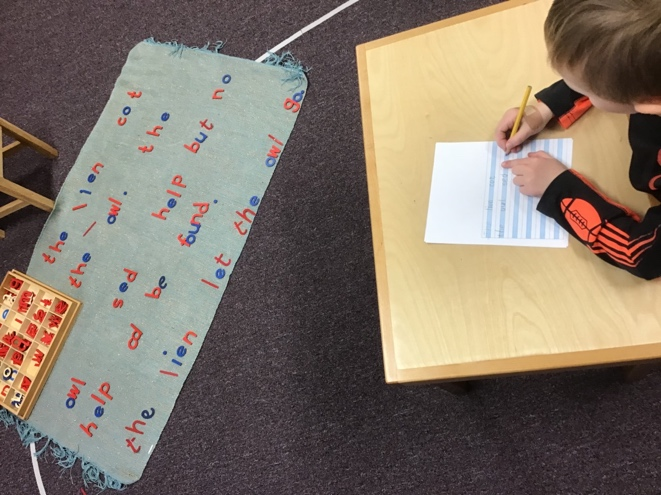 the lien cot
the owl. the
owl sed help but no
help od be fund.
the lien let the owl go